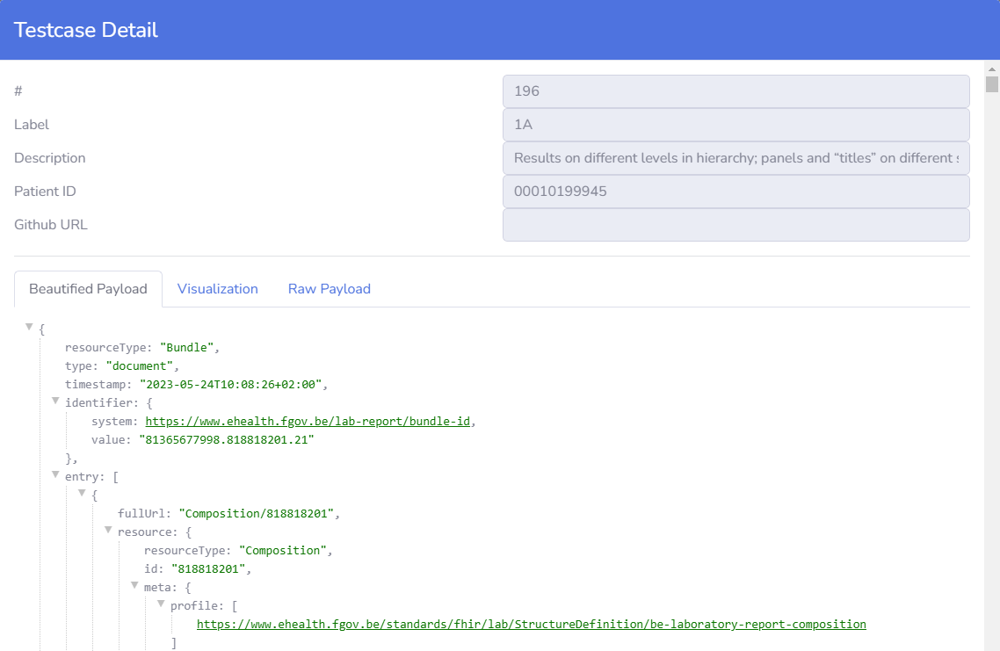 Testcase Detail
# 196
Label 1A
Description Results on different levels in hierarchy; panels and “titles” on different
Patient ID 00010199945
Github URL
Beautified Payload Visualization Raw Payload
{
resourceType: "Bundle",
type: "document",
timestamp: "2023-05-24T10:08:26+02:00",
identifier: {
system: https://www.ehealth.fgov.be/lab-report/bundle-id,
value: "81365677998.818818201.21"
},
entry: [
{
fullUrl: "Composition/818818201",
resource: {
resourceType: "Composition",
id: "818818201",
meta: {
profile: [
https://www.ehealth.fgov.be/standards/fhir/lab/StructureDefinition/be-laboratory-report-composition
]